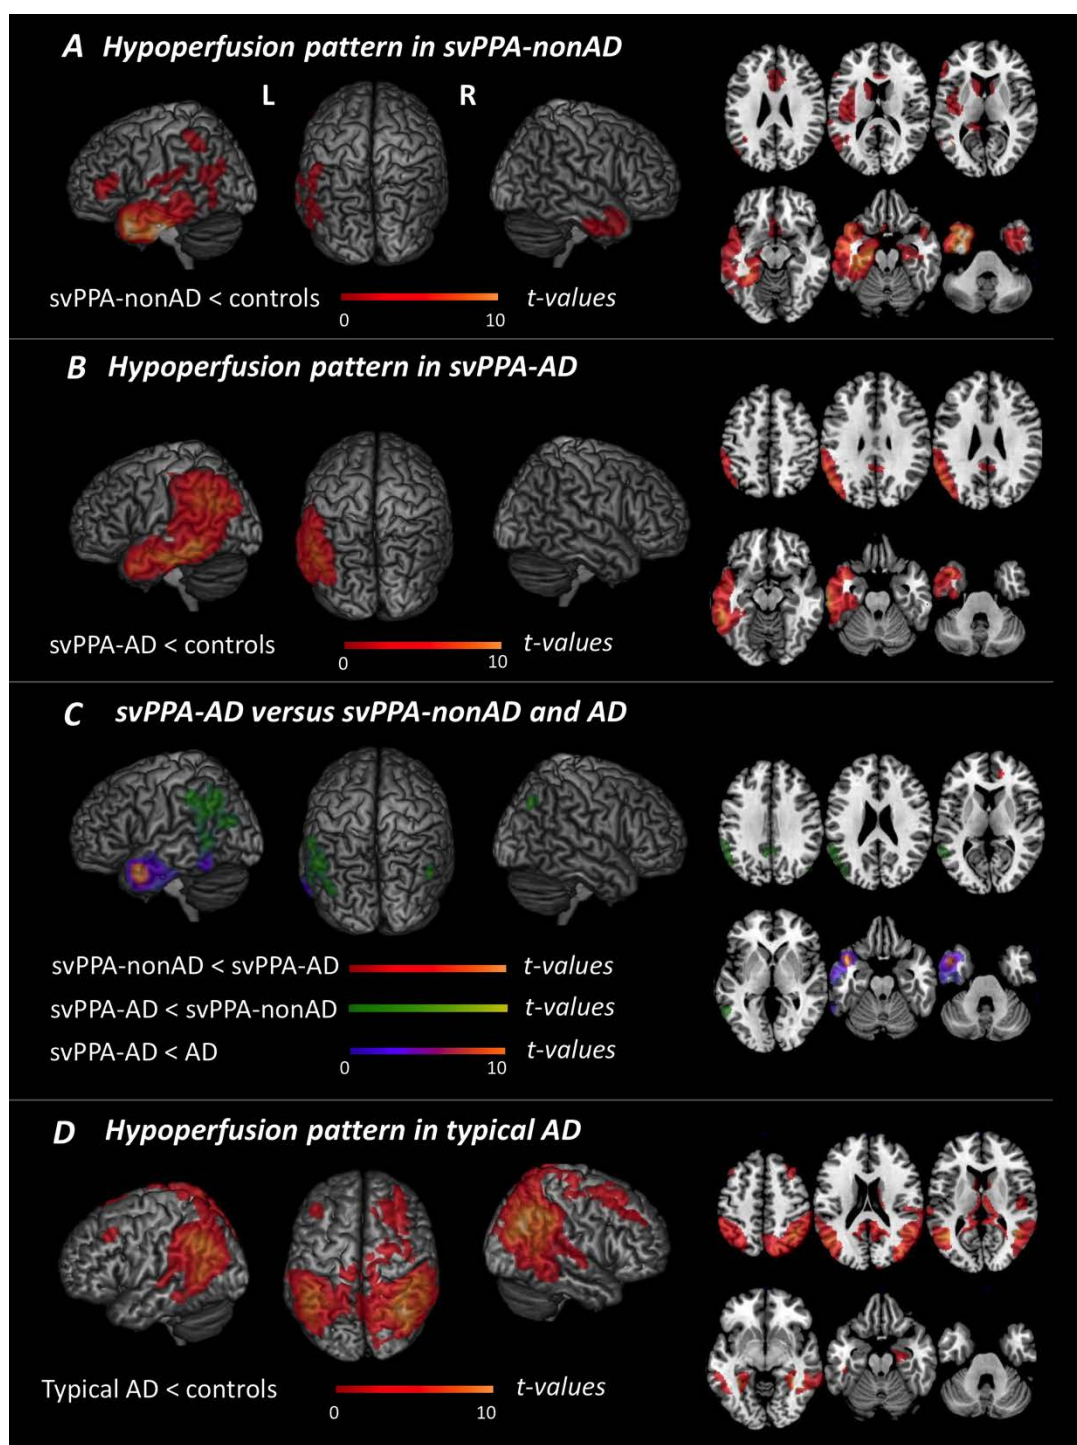 A Hypoperfusion pattern in svPPA-nonAD
L R
svPPA-nonAD < controls t-values
0 10
B Hypoperfusion pattern in svPPA-AD
svPPA-AD < controls t-values
0 10
C svPPA-AD versus svPPA-nonAD and AD
svPPA-nonAD < svPPA-AD t-values
svPPA-AD < svPPA-nonAD t-values
svPPA-AD < AD t-values
0 10
D Hypoperfusion pattern in typical AD
Typical AD < controls t-values
0 10